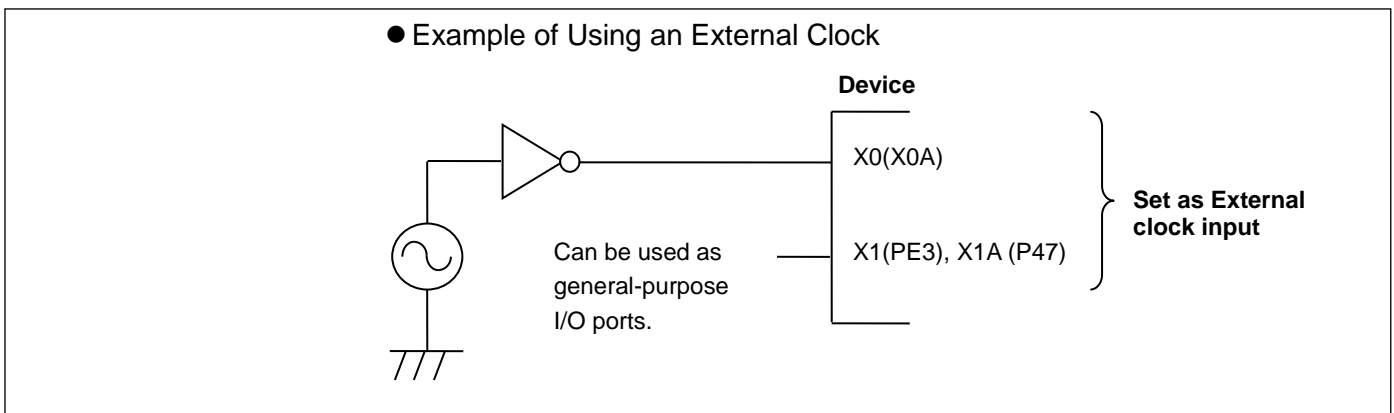 ● Example of Using an External Clock
Device
X0(X0A)
Set as External
clock input
Can be used as
general-purpose
I/O ports.
X1(PE3), X1A (P47)